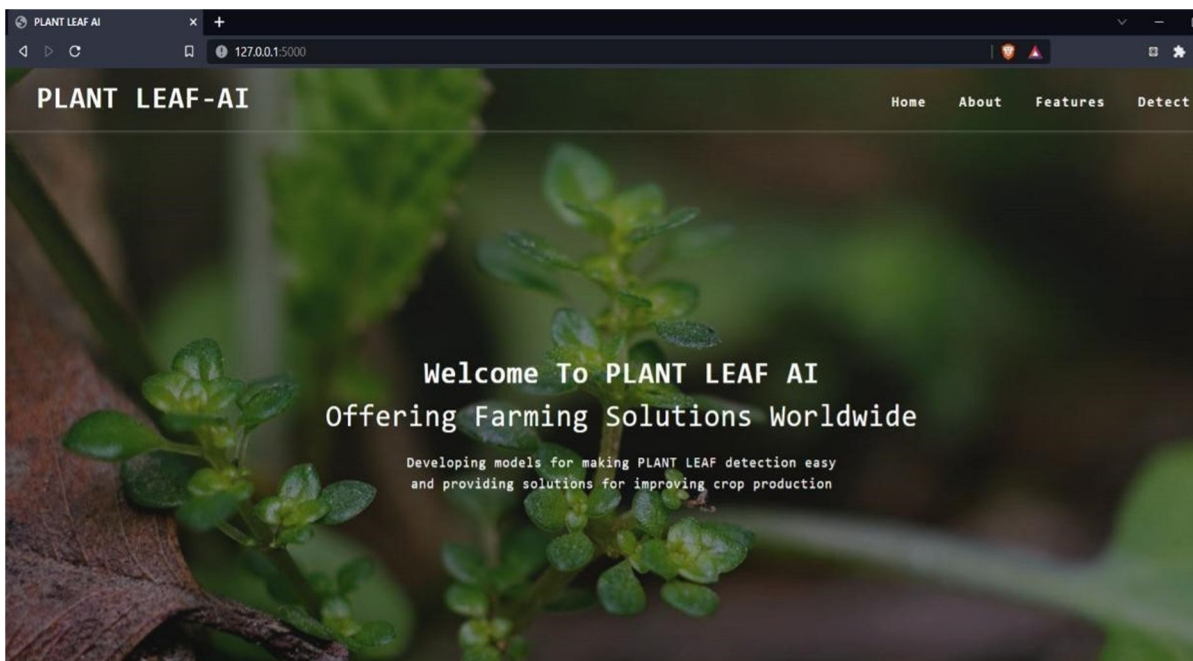 PLANT LEAF AI
127.0.0.1:5000
PLANT LEAF-AI
Home About Features Detect
Welcome To PLANT LEAF AI
Offering Farming Solutions Worldwide
Developing models for making PLANT LEAF detection easy
and providing solutions for improving crop production